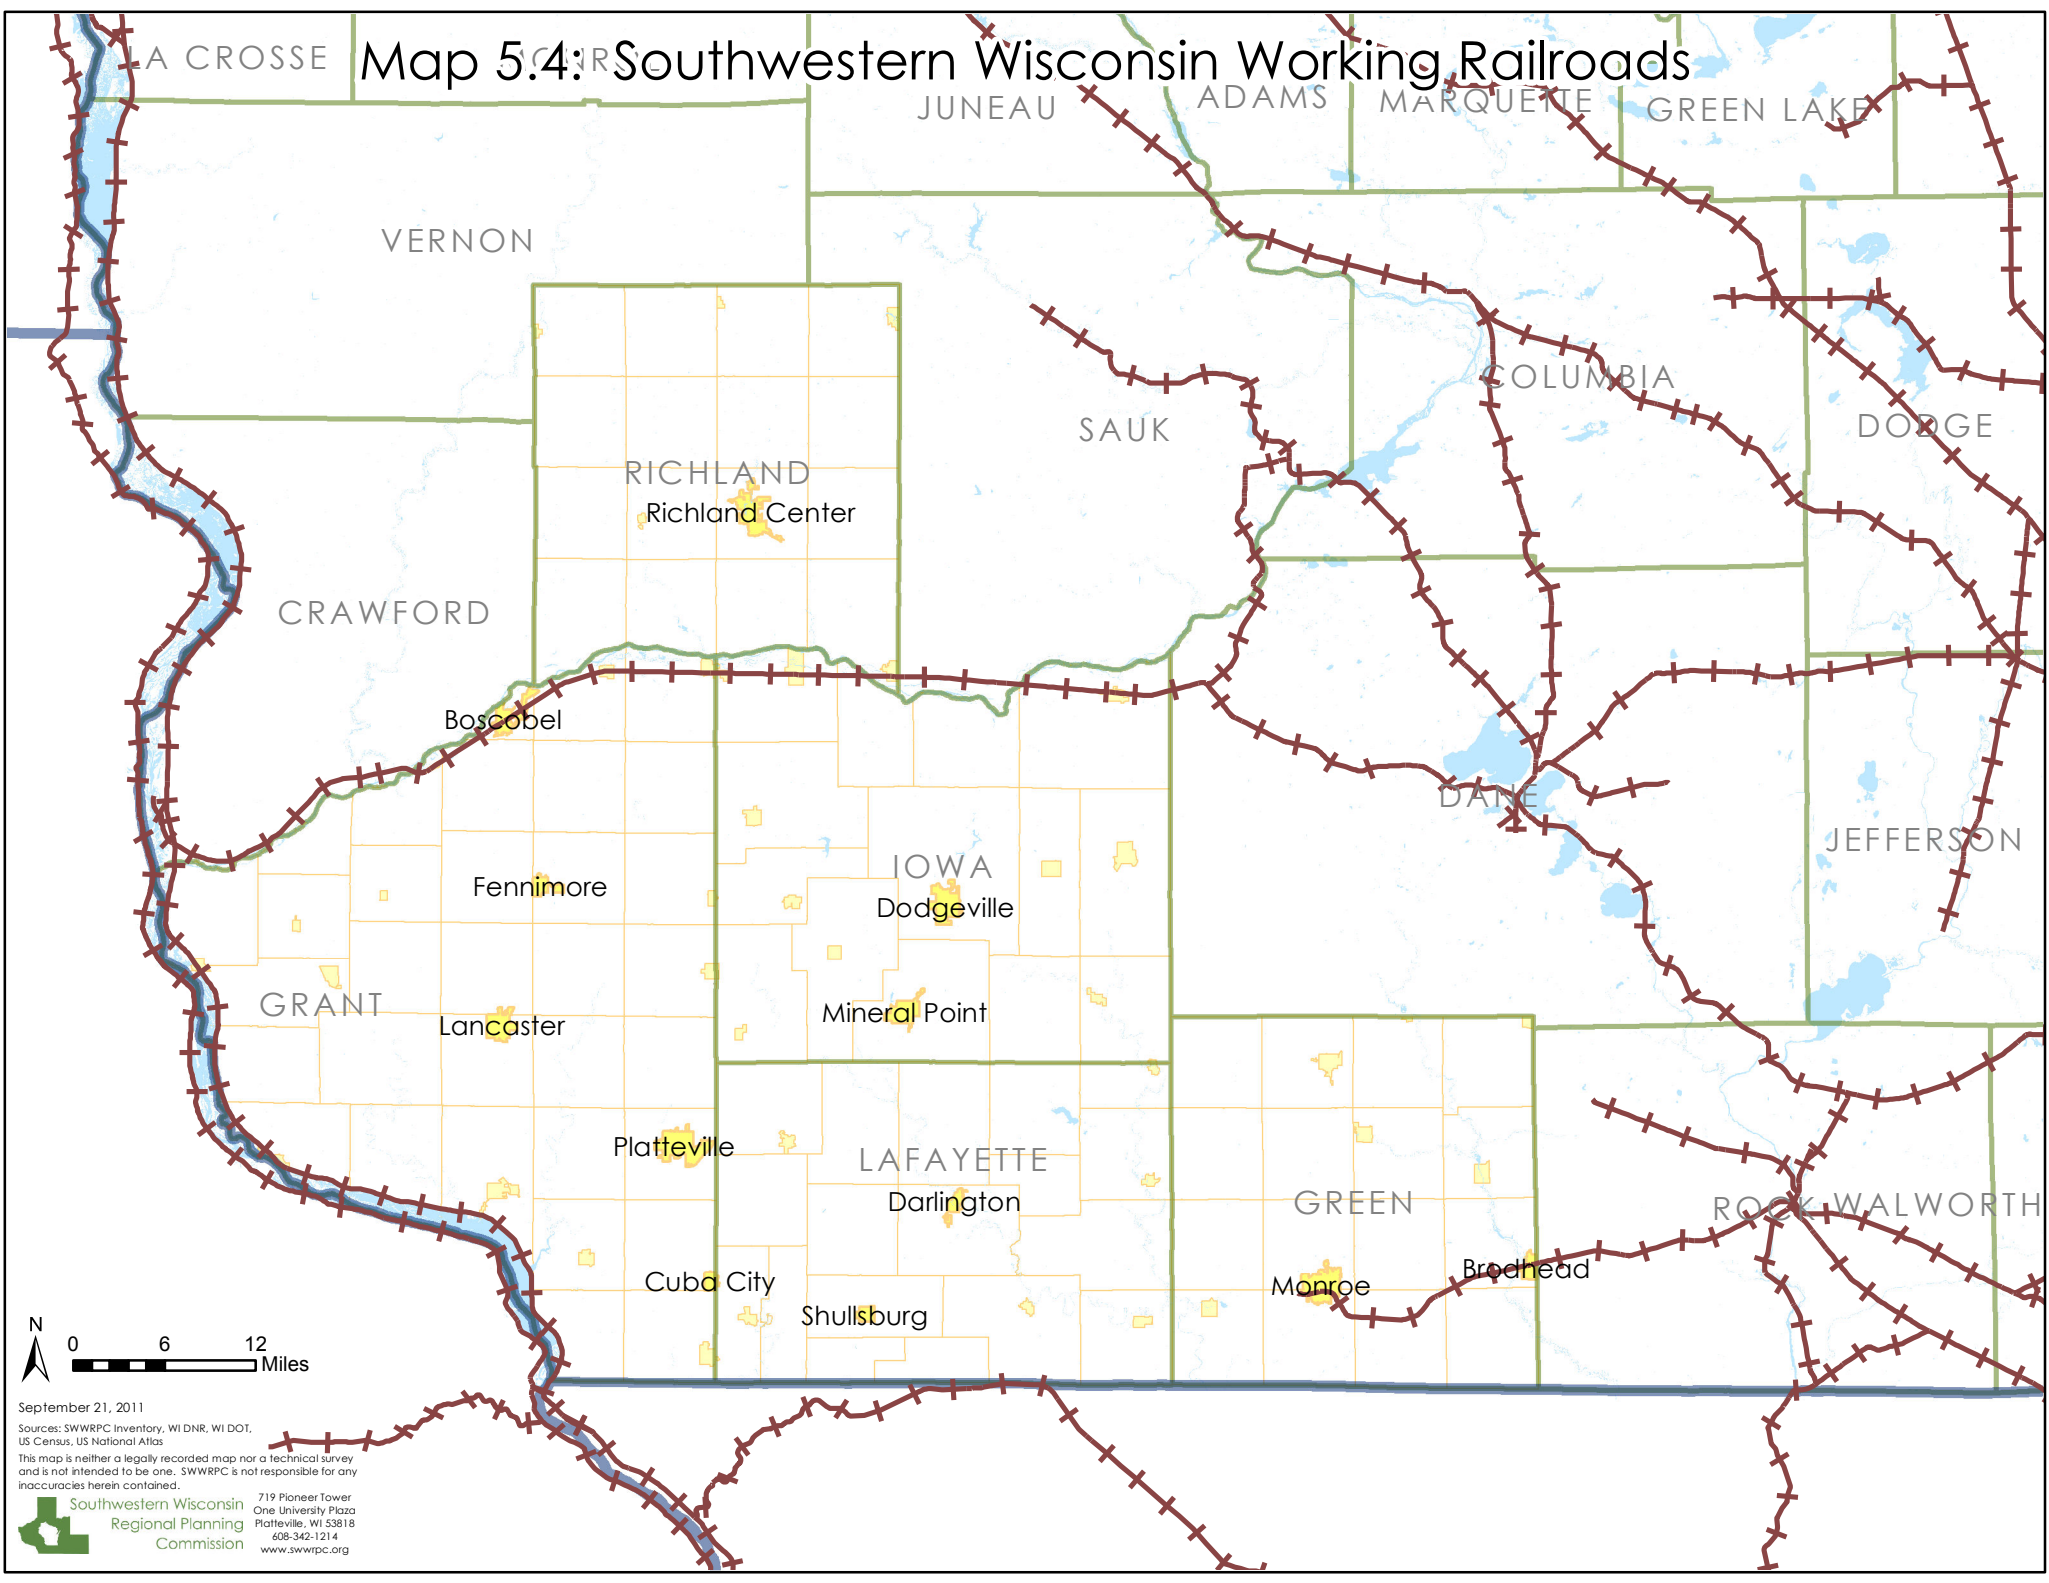 Map 5.4: Southwestern Wisconsin Working Railroads
LA CROSSE
MONROE
JUNEAU
ADAMS
MARQUETTE
GREEN LAKE
VERNON
COLUMBIA
SAUK
DODGE
RICHLAND
Richland Center
CRAWFORD
Boscobel
DANE
JEFFERSON
IOWA
Fennimore
Dodgeville
GRANT
Mineral Point
Lancaster
Platteville
LAFAYETTE
Darlington
GREEN
ROCK
WALWORTH
Cuba City
Brodhead
Monroe
Shullsburg
N
0 6 12
Miles
September 21, 2011
Sources: SWWRPC Inventory, WI DNR, WI DOT,
US Census, US National Atlas
This map is neither a legally recorded map nor a technical survey
and is not intended to be one. SWWRPC is not responsible for any
inaccuracies herein contained.
Southwestern Wisconsin
Regional Planning
Commission
719 Pioneer Tower
One University Plaza
Platteville, WI 53818
608-342-1214
www.swwrpc.org